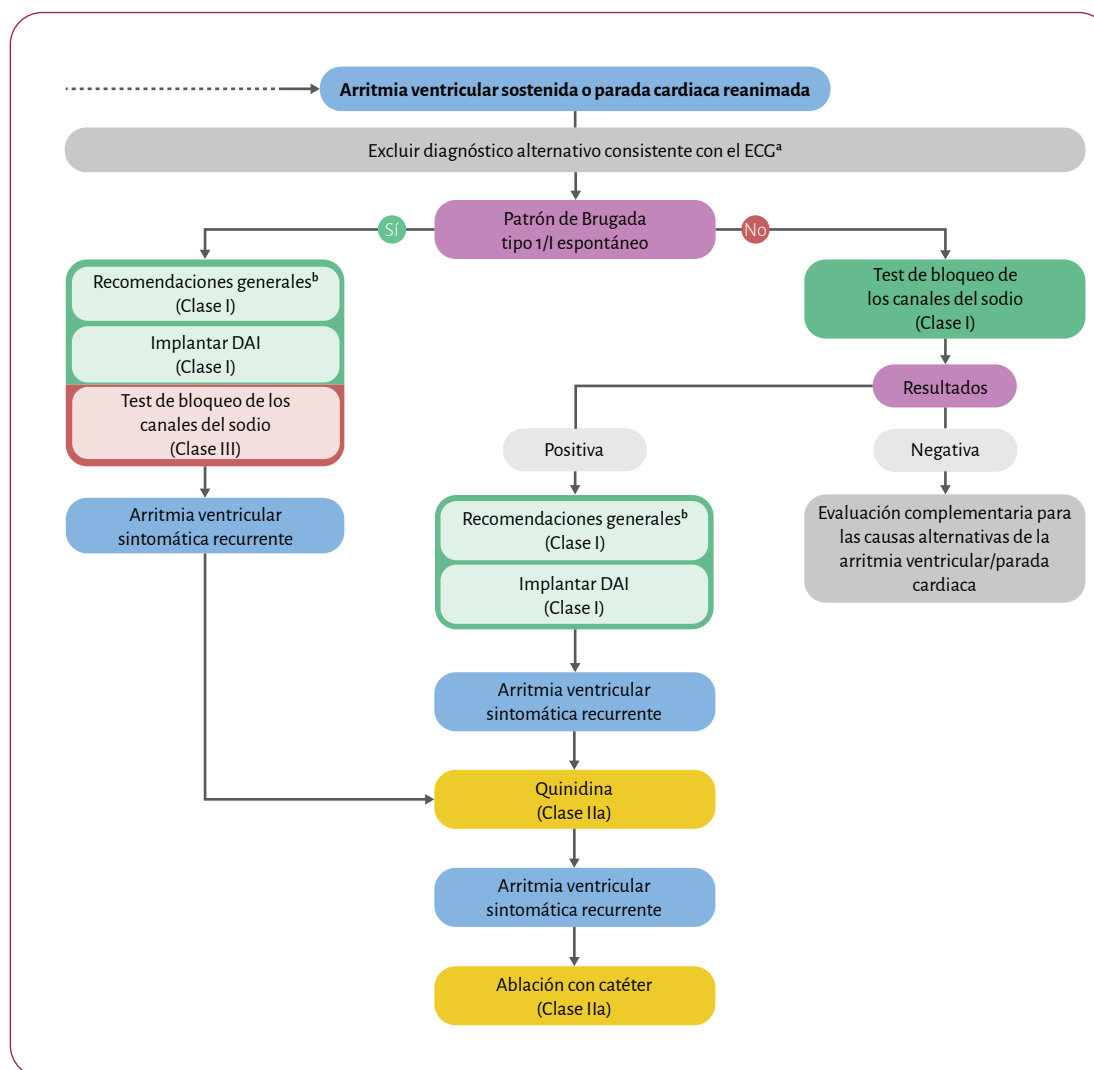 Arritmia ventricular sostenida o parada cardiaca reanimada
Excluir diagnóstico alternativo consistente con el ECGᵃ
Patrón de Brugada
tipo 1/I espontáneo
Sí
No
Recomendaciones generalesᵇ
(Clase I)
Implantar DAI
(Clase I)
Test de bloqueo de los
canales del sodio
(Clase III)
Arritmia ventricular
sintomática recurrente
Test de bloqueo de
los canales del sodio
(Clase I)
Resultados
Positiva
Negativa
Recomendaciones generalesᵇ
(Clase I)
Implantar DAI
(Clase I)
Evaluación complementaria para
las causas alternativas de la
arritmia ventricular/parada
cardiaca
Arritmia ventricular
sintomática recurrente
Quinidina
(Clase IIa)
Arritmia ventricular
sintomática recurrente
Ablación con catéter
(Clase IIa)